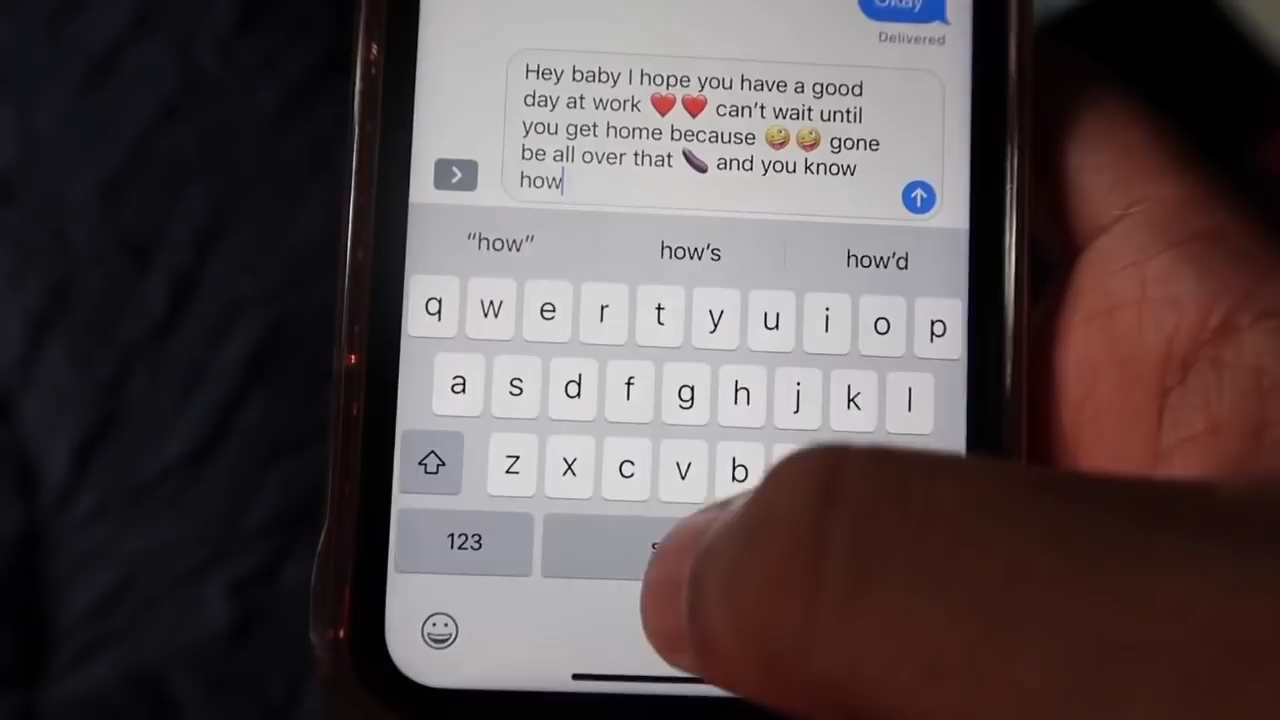 Okay
Delivered
Hey baby I hope you have a good
day at work ❤️❤️ can't wait until
you get home because 🤪🤪 gone
be all over that 🍆 and you know
how
"how" how's how'd
q w e r t y u i o p
a s d f g h j k l
z x c v b
123